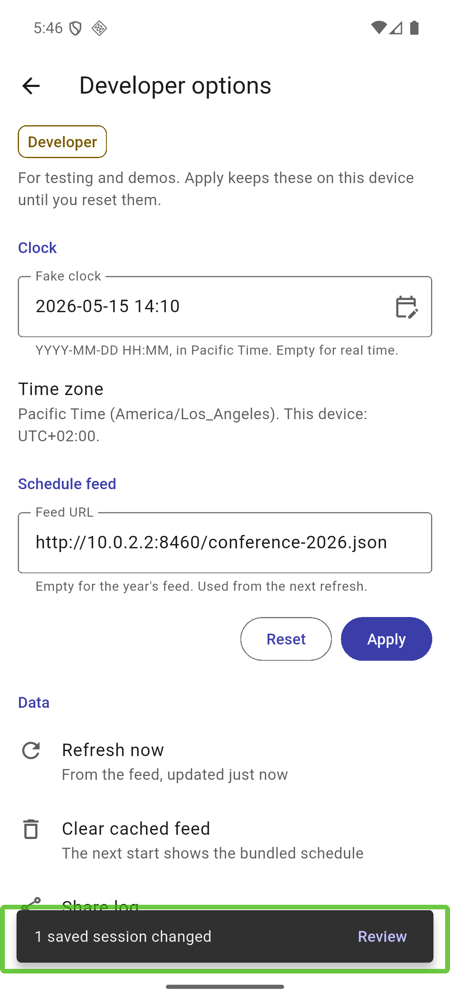 5:46
Developer options
Developer
For testing and demos. Apply keeps these on this device
until you reset them.
Clock
Fake clock
2026-05-15 14:10
YYYY-MM-DD HH:MM, in Pacific Time. Empty for real time.
Time zone
Pacific Time (America/Los_Angeles). This device:
UTC+02:00.
Schedule feed
Feed URL
http://10.0.2.2:8460/conference-2026.json
Empty for the year's feed. Used from the next refresh.
Reset
Apply
Data
Refresh now
From the feed, updated just now
Clear cached feed
The next start shows the bundled schedule
Share log
1 saved session changed
Review